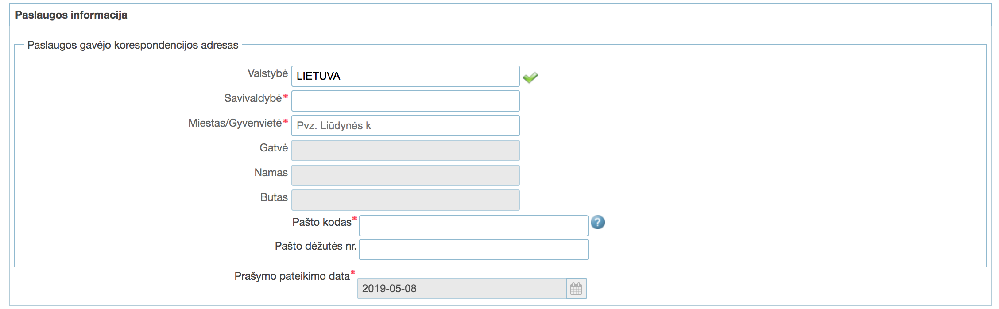 Paslaugos informacija
Paslaugos gavėjo korespondencijos adresas
Valstybė LIETUVA
Savivaldybė*
Miestas/Gyvenvietė* Pvz. Liūdynės k
Gatvė
Namas
Butas
Pašto kodas* ?
Pašto dėžutės nr.
Prašymo pateikimo data*
2019-05-08